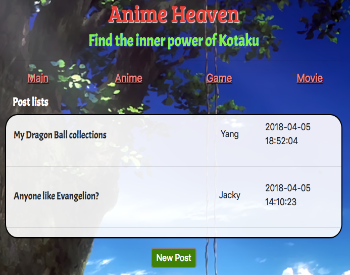 Anime Heaven
Find the inner power of Kotaku
Main Anime Game Movie
Post lists
My Dragon Ball collections Yang 2018-04-05
18:52:04
Anyone like Evangelion? Jacky 2018-04-05
14:10:23
New Post